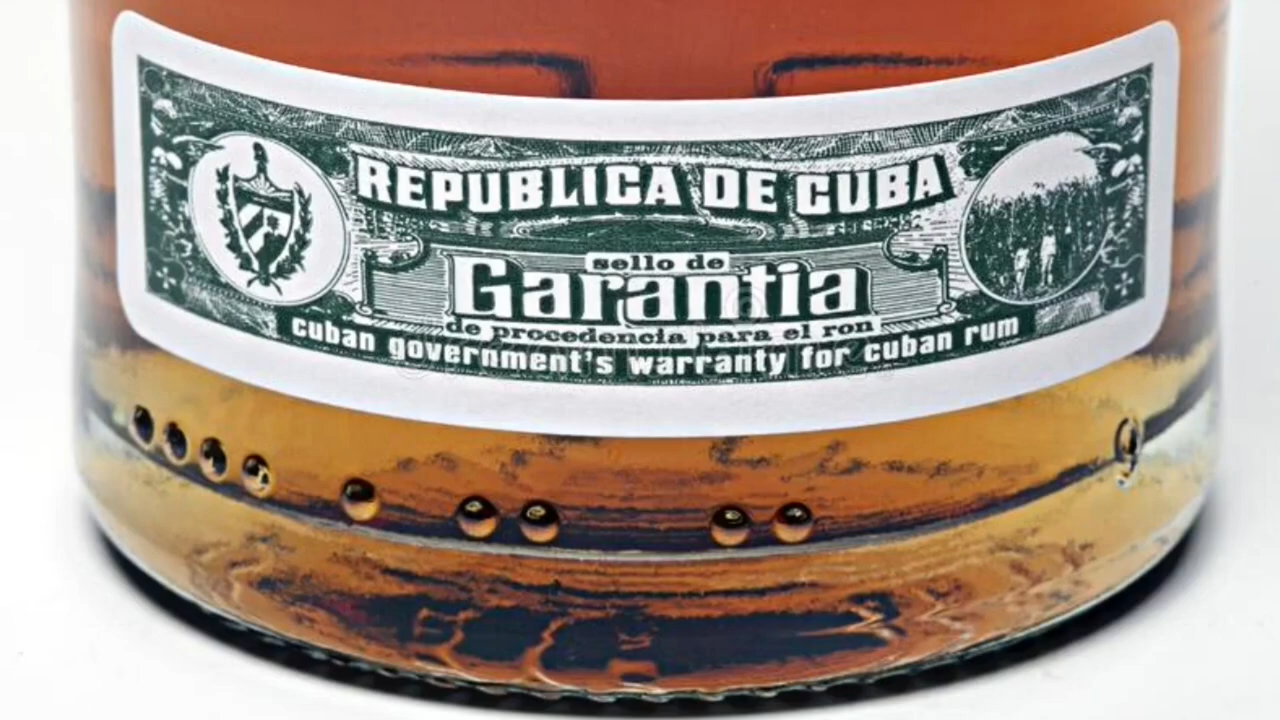 REPUBLICA DE CUBA
sello de
Garantia
de procedencia para el ron
cuban government's warranty for cuban rum